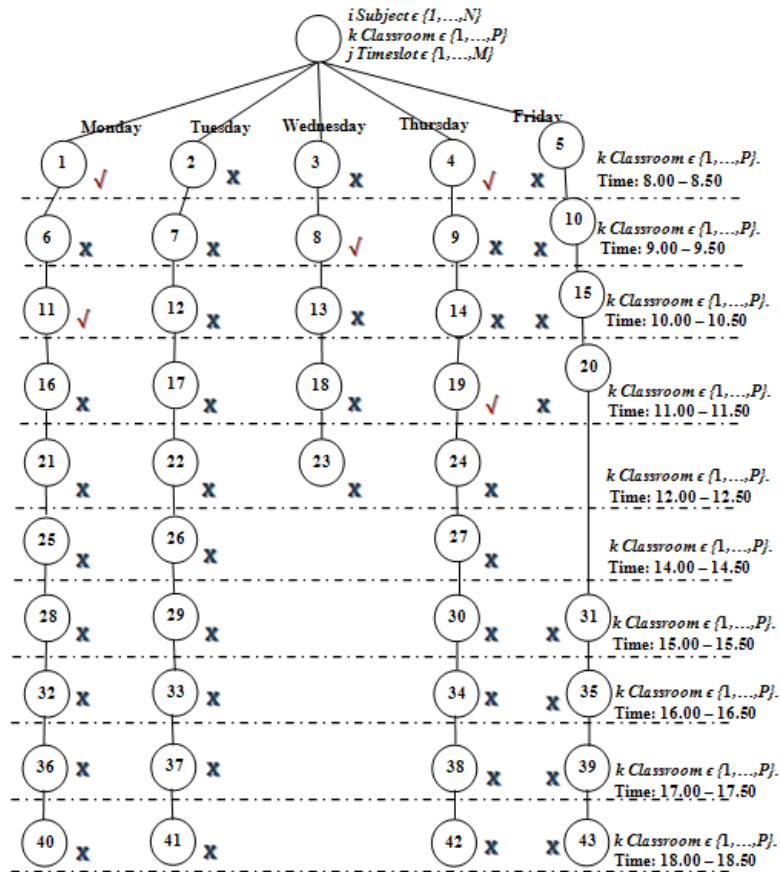 i Subject ϵ {1,…,N}
k Classroom ϵ {1,…,P}
j Timeslot ϵ {1,…,M}
Monday Tuesday Wednesday Thursday Friday
1 √ 2 X 3 X 4 √ X 5 k Classroom ϵ {1,…,P}.
Time: 8.00 – 8.50
6 X 7 X 8 √ 9 X X 10 k Classroom ϵ {1,…,P}.
Time: 9.00 – 9.50
11 √ 12 X 13 X 14 X X 15 k Classroom ϵ {1,…,P}.
Time: 10.00 – 10.50
16 X 17 X 18 X 19 √ X 20 k Classroom ϵ {1,…,P}.
Time: 11.00 – 11.50
21 X 22 X 23 X 24 X k Classroom ϵ {1,…,P}.
Time: 12.00 – 12.50
25 X 26 X 27 X k Classroom ϵ {1,…,P}.
Time: 14.00 – 14.50
28 X 29 X 30 X X 31 k Classroom ϵ {1,…,P}.
Time: 15.00 – 15.50
32 X 33 X 34 X X 35 k Classroom ϵ {1,…,P}.
Time: 16.00 – 16.50
36 X 37 X 38 X X 39 k Classroom ϵ {1,…,P}.
Time: 17.00 – 17.50
40 X 41 X 42 X X 43 k Classroom ϵ {1,…,P}.
Time: 18.00 – 18.50